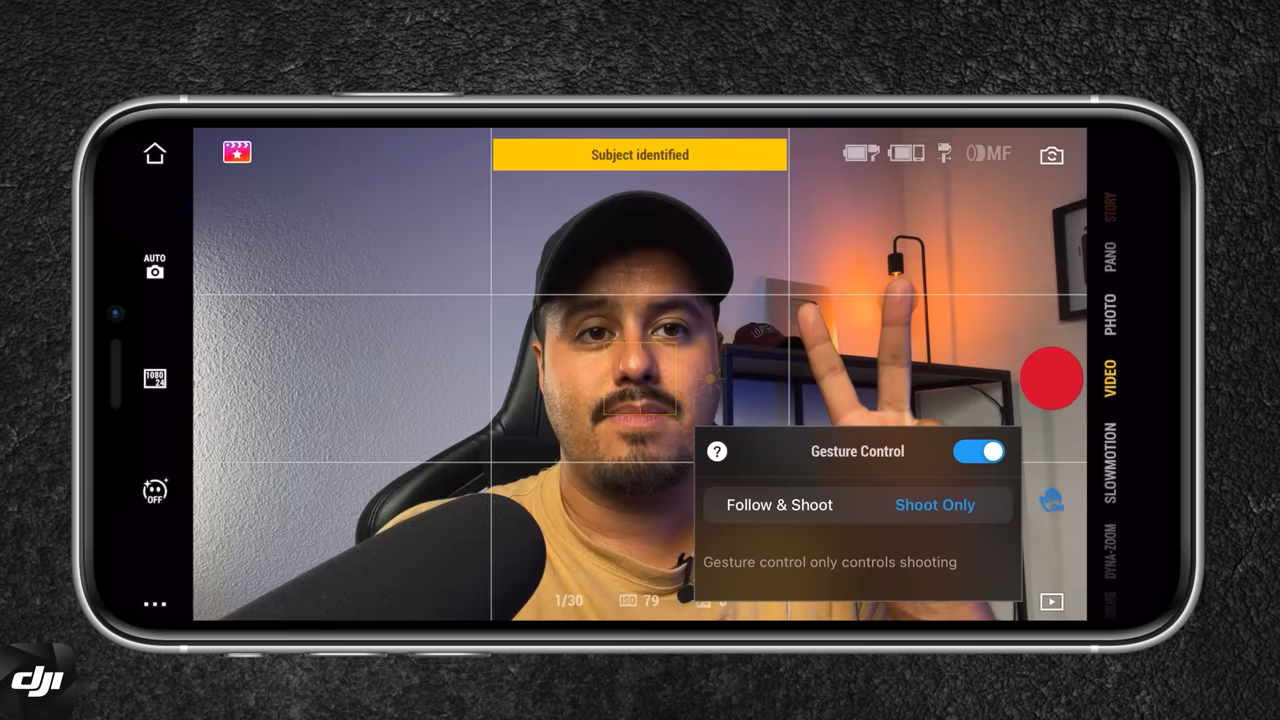 Subject identified
MF
AUTO
1080
24
OFF
STORY
PANO
PHOTO
VIDEO
SLOWMOTION
DYNA-ZOOM
? Gesture Control
Follow & Shoot Shoot Only
ON
Gesture control only controls shooting
1/30 ISO 79
dji